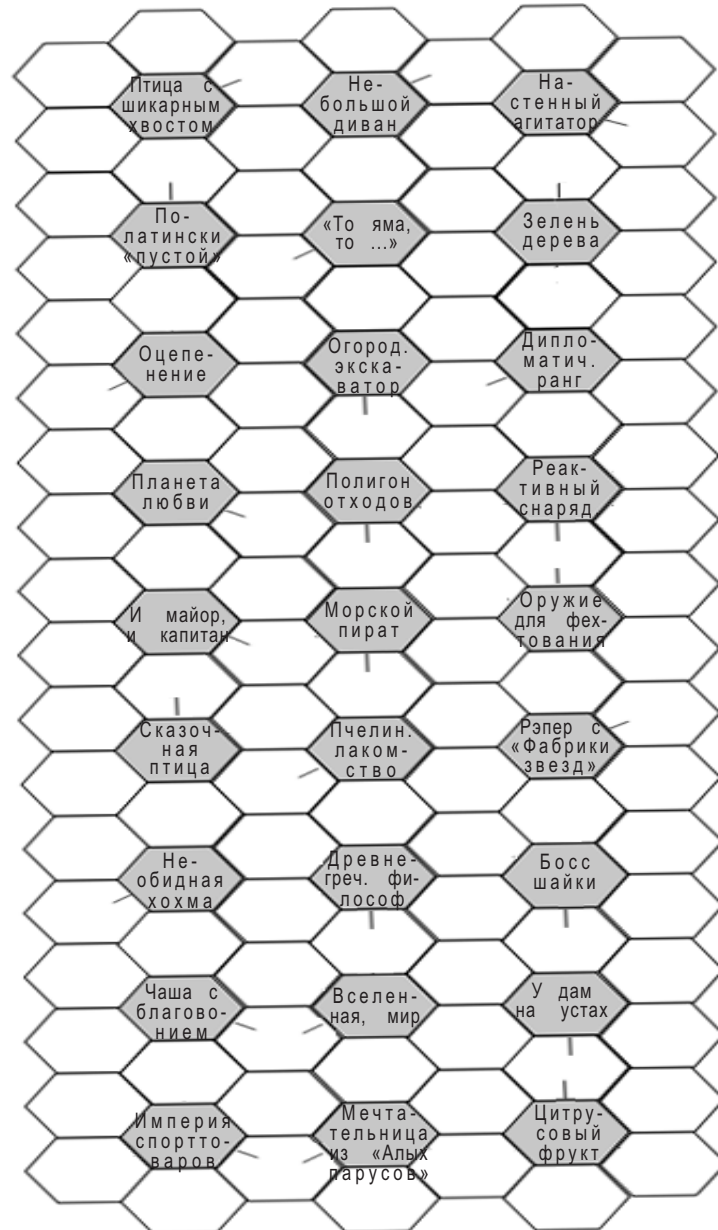 Птица с
шикарным
хвостом
Не-
большой
диван
На-
стенный
агитатор
По-
латински
«пустой»
«То яма,
то ...»
Зелень
дерева
Оцепе-
нение
Огород.
экска-
ватор
Дипло-
матич.
ранг
Планета
любви
Полигон
отходов
Реак-
тивный
снаряд
И майор,
и капитан
Морской
пират
Оружие
для фех-
тования
Сказоч-
ная
птица
Пчелин.
лаком-
ство
Рэпер с
«Фабрики
звезд»
Не-
обидная
хохма
Древне-
греч. фи-
лософ
Босс
шайки
Чаша с
благово-
нием
Вселен-
ная, мир
У дам
на устах
Империя
спортто-
варов
Мечта-
тельница
из «Алых
парусов»
Цитру-
совый
фрукт